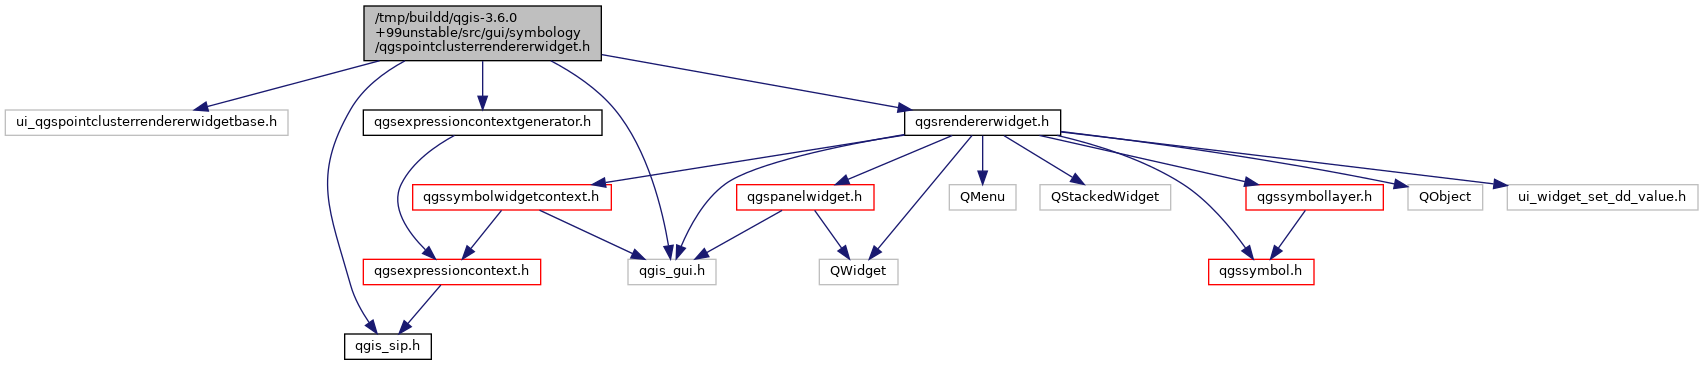 /tmp/buildd/qgis-3.6.0
+99unstable/src/gui/symbology
/qgspointclusterrendererwidget.h
ui_qgspointclusterrendererwidgetbase.h
qgsexpressioncontextgenerator.h
qgsrendererwidget.h
qgssymbolwidgetcontext.h
qgspanelwidget.h
QMenu
QStackedWidget
qgssymbollayer.h
QObject
ui_widget_set_dd_value.h
qgsexpressioncontext.h
qgis_gui.h
QWidget
qgssymbol.h
qgis_sip.h